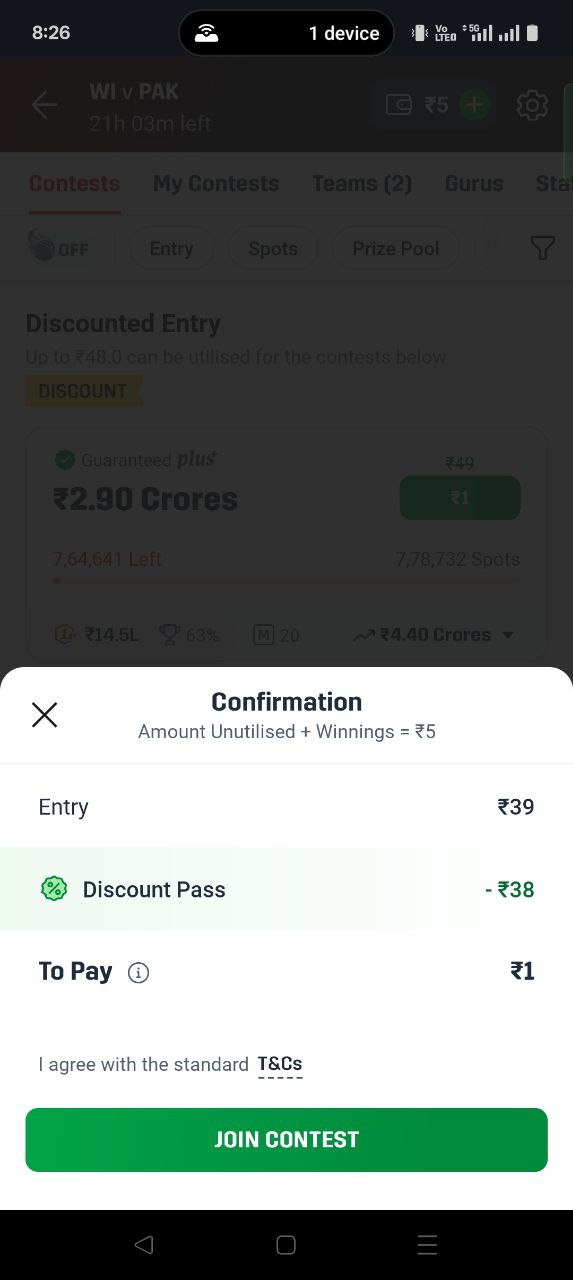 8:26
1 device
Vo
LTE
5G
WI v PAK
21h 03m left
₹5
Contests My Contests Teams (2) Gurus Sta
OFF Entry Spots Prize Pool
Discounted Entry
Up to ₹48.0 can be utilised for the contests below
DISCOUNT
Guaranteed plus
₹49
₹2.90 Crores
₹1
7,64,641 Left 7,78,732 Spots
₹14.5L 63% M 20 ₹4.40 Crores
Confirmation
Amount Unutilised + Winnings = ₹5
Entry ₹39
Discount Pass - ₹38
To Pay ₹1
I agree with the standard T&Cs
JOIN CONTEST